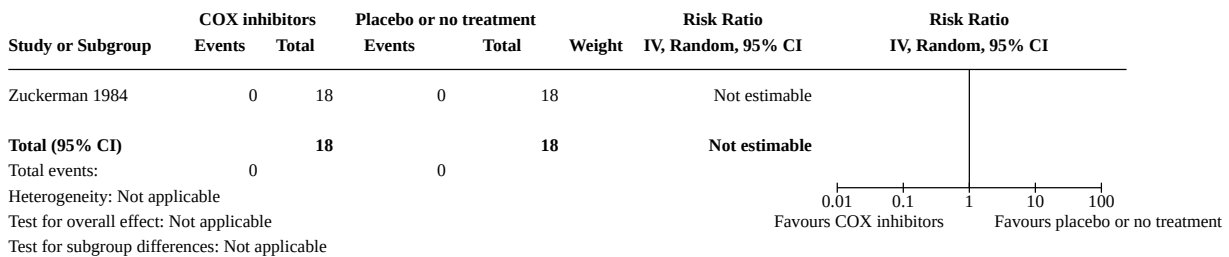 COX inhibitors Placebo or no treatment Risk Ratio Risk Ratio
Study or Subgroup Events Total Events Total Weight IV, Random, 95% CI IV, Random, 95% CI
Zuckerman 1984 0 18 0 18 Not estimable
Total (95% CI) 18 18 Not estimable
Total events: 0 0
Heterogeneity: Not applicable
0.01 0.1 1 10 100
Test for overall effect: Not applicable Favours COX inhibitors Favours placebo or no treatment
Test for subgroup differences: Not applicable